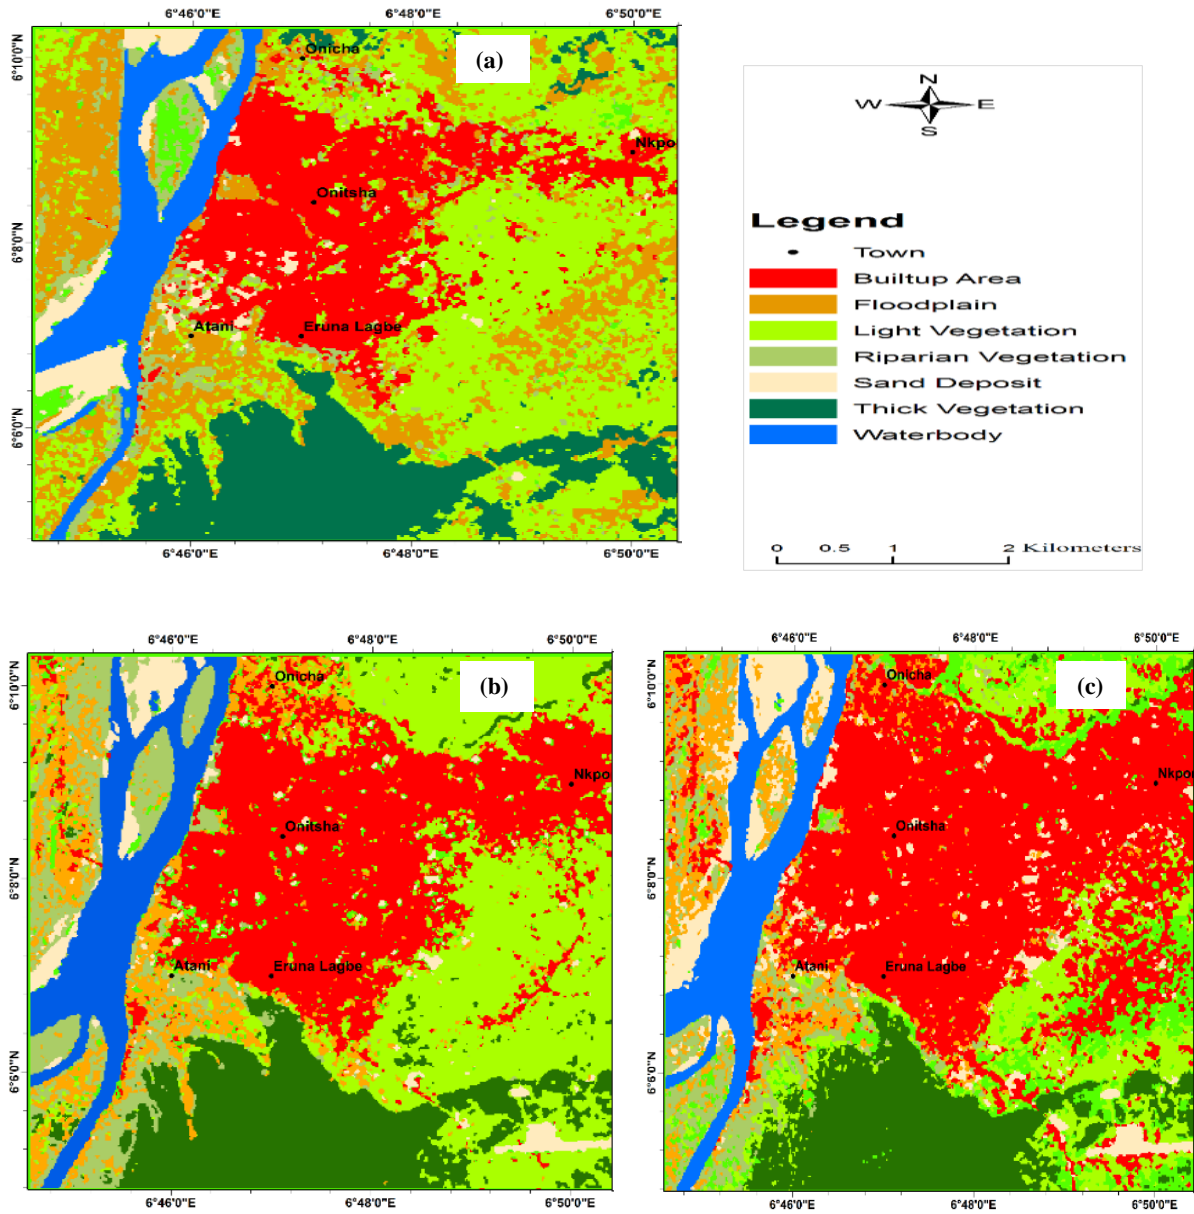 6°46'0"E 6°48'0"E 6°50'0"E
(a)
6°10'0"N
6°8'0"N
6°6'0"N
Onicha
Nkpo
Onitsha
Atani
Eruna Lagbe
6°46'0"E 6°48'0"E 6°50'0"E
N
W E
S
Legend
Town
Builtup Area
Floodplain
Light Vegetation
Riparian Vegetation
Sand Deposit
Thick Vegetation
Waterbody
0 0.5 1 2 Kilometers
6°46'0"E 6°48'0"E 6°50'0"E
(b)
6°10'0"N
6°8'0"N
6°6'0"N
Onicha
Nkpor
Onitsha
Atani
Eruna Lagbe
6°46'0"E 6°48'0"E 6°50'0"E
6°46'0"E 6°48'0"E 6°50'0"E
(c)
6°10'0"N
6°8'0"N
6°6'0"N
Onicha
Nkpor
Onitsha
Atani
Eruna Lagbe
6°46'0"E 6°48'0"E 6°50'0"E